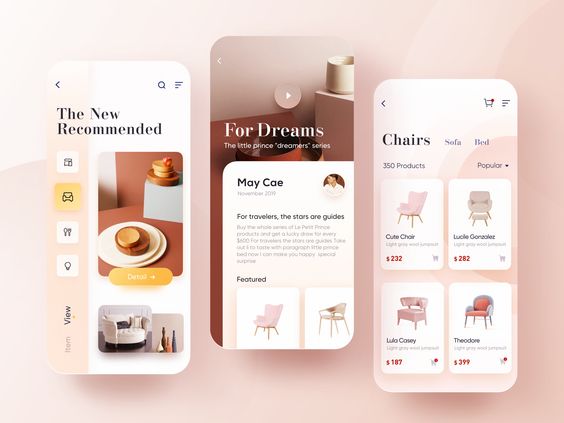 The New
Recommended
Detail →
View
Item
For Dreams
The little prince "dreamers" series
May Cae
November 2019
For travelers, the stars are guides
Buy the whole series of Le Petit Prince
products and get a lucky draw for every
$600 For travelers the stars are guides Take
out it to taste with paragraph little prince
bed now I can make you happy special
surprise
Featured
Chairs
Sofa
Bed
350 Products
Popular
Cute Chair
Light gray wool jumpsuit
$ 232
Lucile Gonzalez
Light gray wool jumpsuit
$ 282
Lula Casey
Light gray wool jumpsuit
$ 187
Theodore
Light gray wool jumpsuit
$ 399